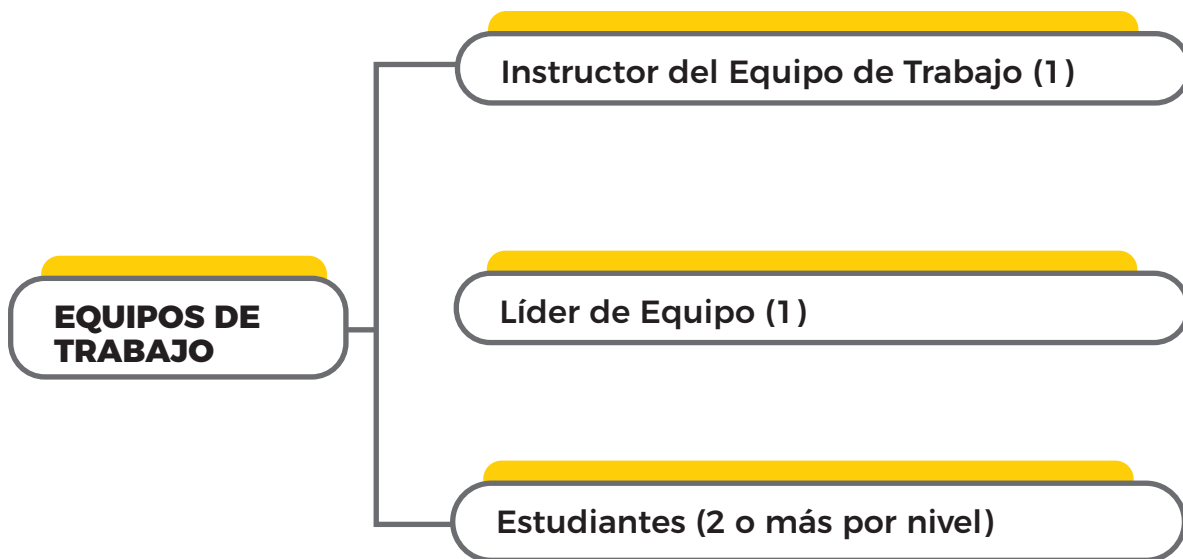 Instructor del Equipo de Trabajo (1)
EQUIPOS DE
TRABAJO
Líder de Equipo (1)
Estudiantes (2 o más por nivel)